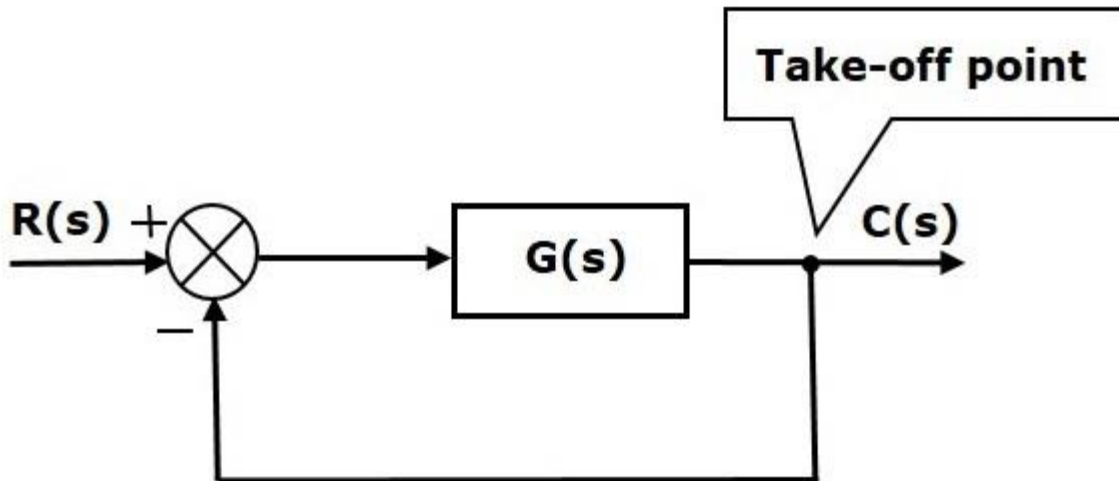 Take-off point
R(s) +
G(s)
C(s)
−